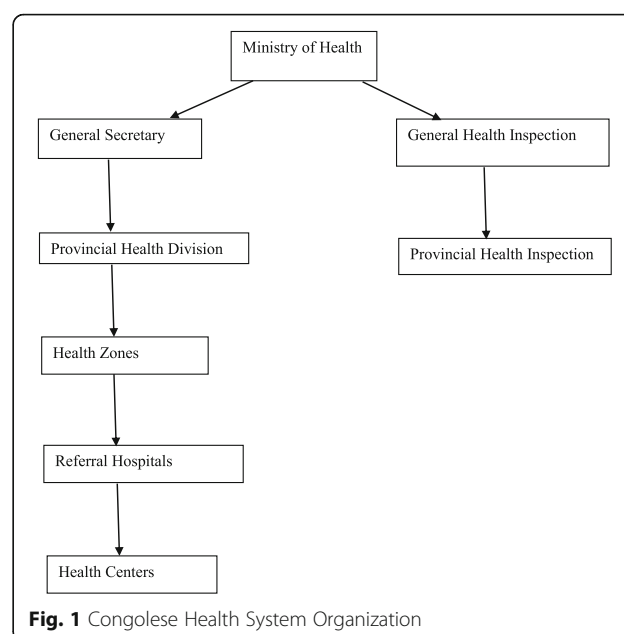 Ministry of Health
General Secretary
General Health Inspection
Provincial Health Division
Provincial Health Inspection
Health Zones
Referral Hospitals
Health Centers
Fig. 1 Congolese Health System Organization